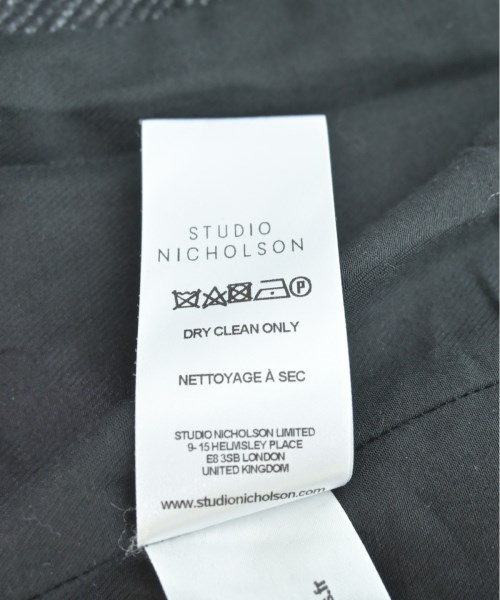 STUDIO
NICHOLSON
P
DRY CLEAN ONLY
NETTOYAGE À SEC
STUDIO NICHOLSON LIMITED
9-15 HELMSLEY PLACE
E8 3SB LONDON
UNITED KINGDOM
www.studionicholson.com